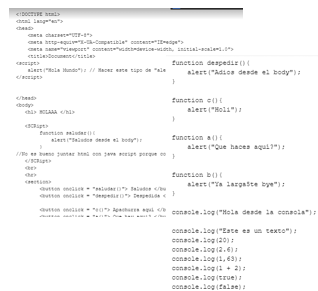 <!DOCTYPE html>
<html lang="en">
<head>
<meta charset="UTF-8">
<meta http-equiv="X-UA-Compatible" content="IE=edge">
<meta name="viewport" content="width=device-width, initial-scale=1.0">
<title>Document</title>
<script>
alert("Hola Mundo"); // Hacer este tipo de "ale
</script>
</head>
<body>
<h1> HOLAAA </h1>
<SCRipt>
function saludar(){
alert("Saludos desde el body");
}
//No es bueno juntar html con java script porque co
</SCRipt>
<hr>
<hr>
<section>
<button onclick = "saludar()"> Saludos </bu
<button onclick = "despedir()"> Despedida <
<button onclick = "c()"> Apachurra aqui </b
function despedir(){
alert("Adios desde el body");
}
function c(){
alert("Holi");
}
function a(){
alert("Que haces aqui?");
}
function b(){
alert("Ya largaSte bye");
}
console.log("Hola desde la consola");
console.log("Este es un texto");
console.log(20);
console.log(2.6);
console.log(1,63);
console.log(1 + 2);
console.log(true);
console.log(false);